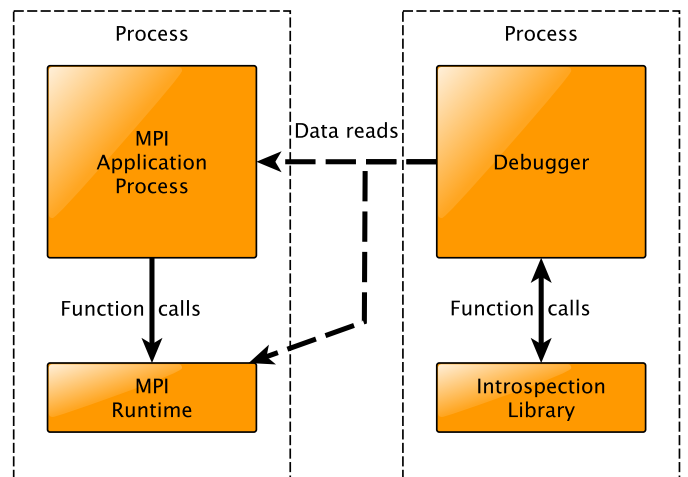 Process
MPI
Application
Process
Function calls
MPI
Runtime
Data reads
Process
Debugger
Function calls
Introspection
Library